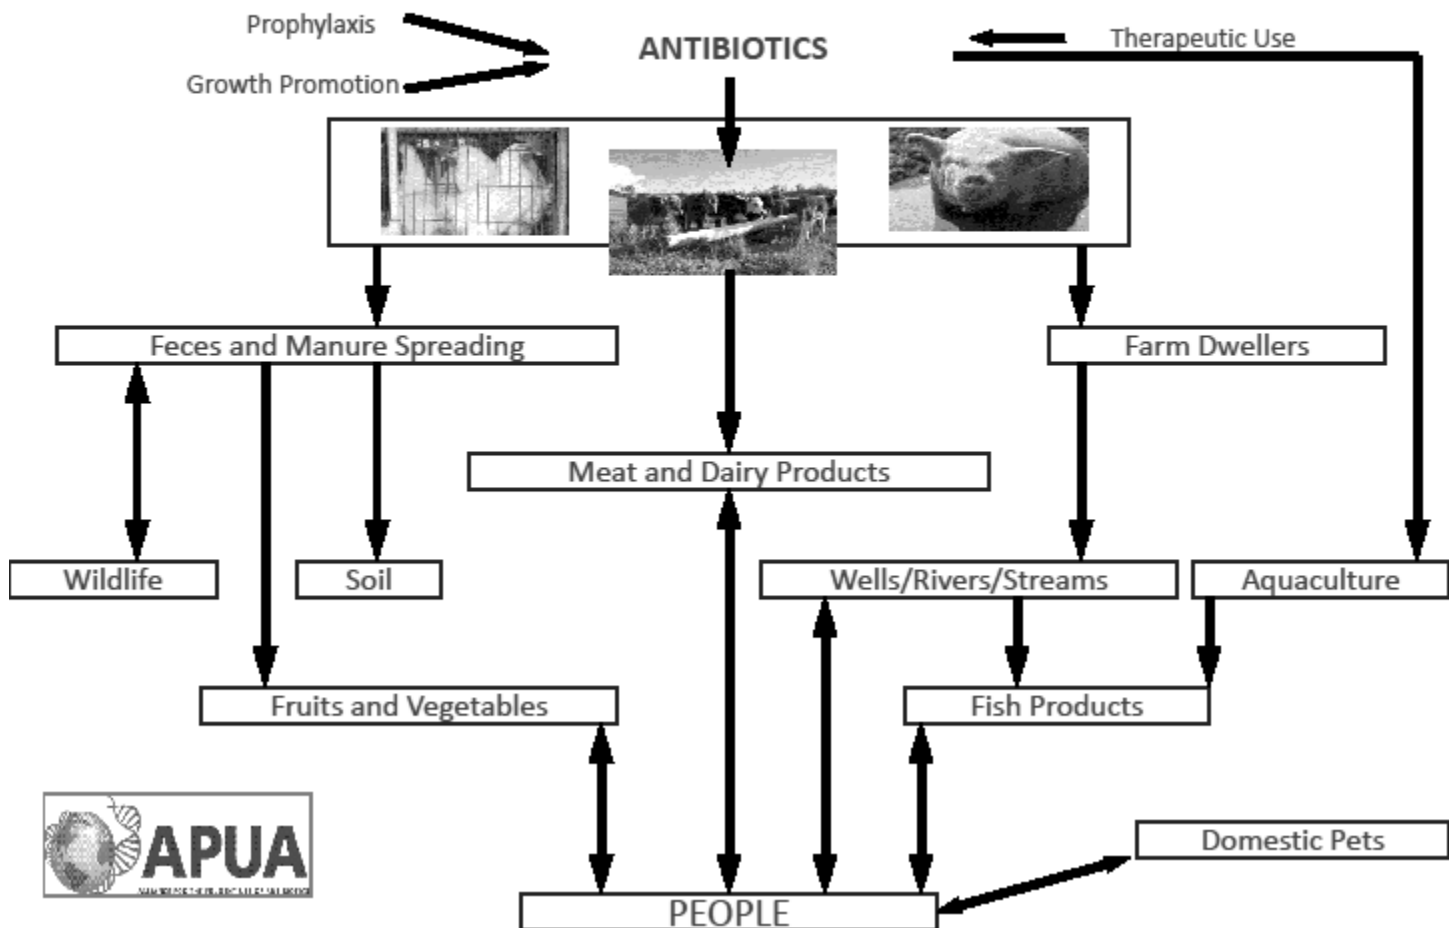 Prophylaxis
ANTIBIOTICS
Therapeutic Use
Growth Promotion
Feces and Manure Spreading
Farm Dwellers
Meat and Dairy Products
Wildlife
Soil
Wells/Rivers/Streams
Aquaculture
Fruits and Vegetables
Fish Products
APUA
Domestic Pets
PEOPLE